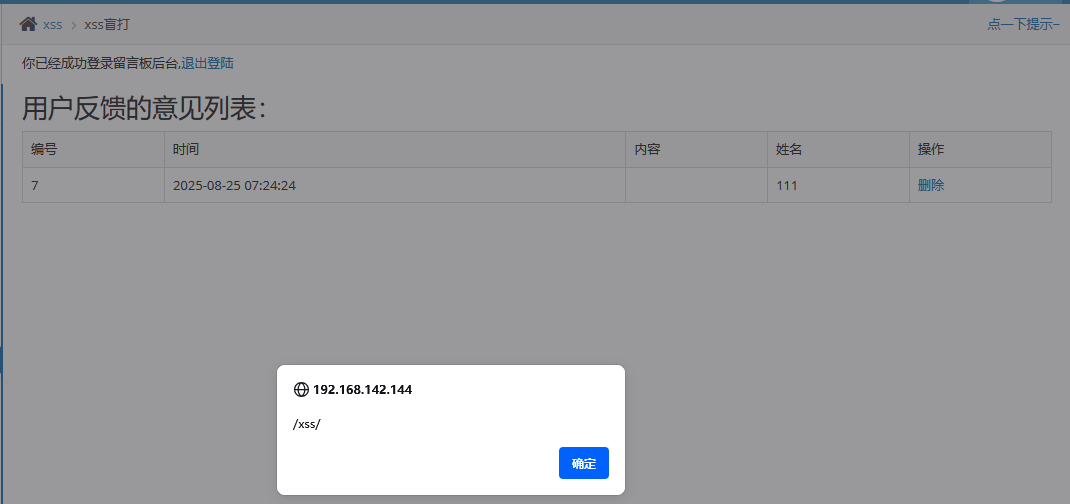 xss > xss盲打 点一下提示~
你已经成功登录留言板后台,退出登陆
用户反馈的意见列表：
编号 时间 内容 姓名 操作
7 2025-08-25 07:24:24 111 删除
192.168.142.144
/xss/
确定